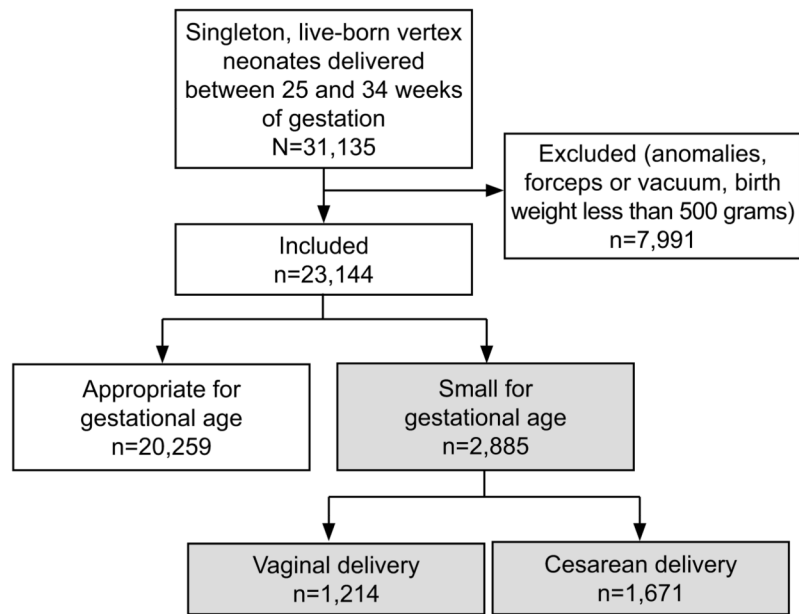 Singleton, live-born vertex
neonates delivered
between 25 and 34 weeks
of gestation
N=31,135
Excluded (anomalies,
forceps or vacuum, birth
weight less than 500 grams)
n=7,991
Included
n=23,144
Appropriate for
gestational age
n=20,259
Small for
gestational age
n=2,885
Vaginal delivery
n=1,214
Cesarean delivery
n=1,671